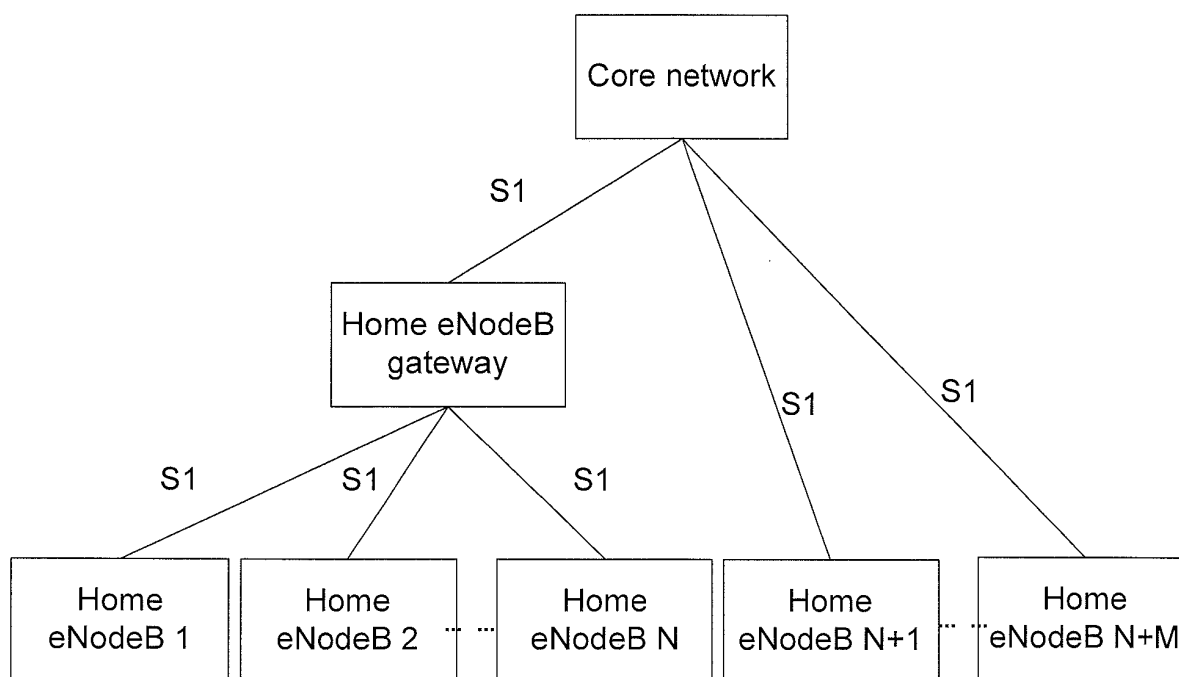 Core network
S1
Home eNodeB
gateway
S1
S1
S1
S1
S1
Home
eNodeB 1
Home
eNodeB 2
Home
eNodeB N
Home
eNodeB N+1
Home
eNodeB N+M